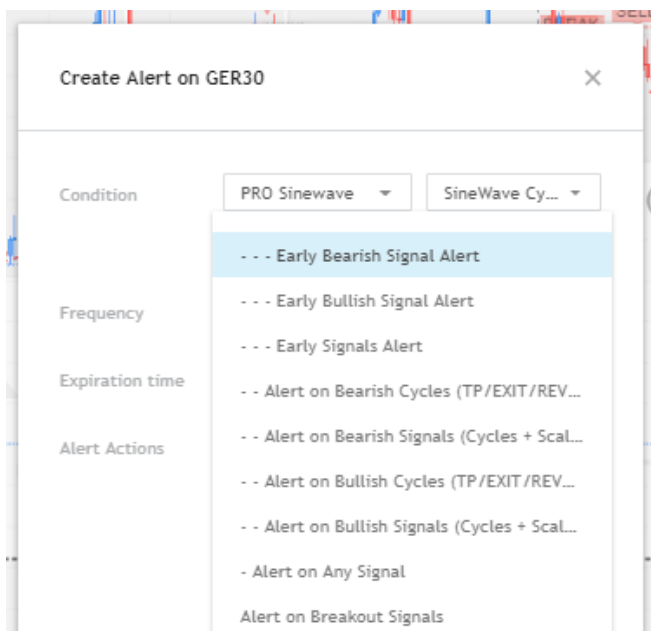 BREAK
SELL
Create Alert on GER30
Condition
PRO Sinewave
SineWave Cy...
- - - Early Bearish Signal Alert
- - - Early Bullish Signal Alert
Frequency
- - - Early Signals Alert
Expiration time
- - Alert on Bearish Cycles (TP/EXIT/REV...
- - Alert on Bearish Signals (Cycles + Scal...
Alert Actions
- - Alert on Bullish Cycles (TP/EXIT/REV...
- - Alert on Bullish Signals (Cycles + Scal...
- Alert on Any Signal
Alert on Breakout Signals